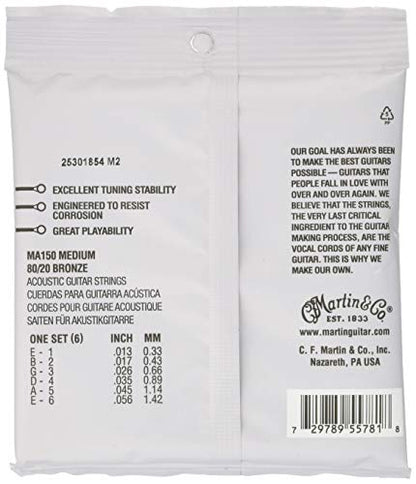 25301854 M2
EXCELLENT TUNING STABILITY
ENGINEERED TO RESIST
CORROSION
GREAT PLAYABILITY
MA150 MEDIUM
80/20 BRONZE
ACOUSTIC GUITAR STRINGS
CUERDAS PARA GUITARRA ACÚSTICA
CORDES POUR GUITARE ACOUSTIQUE
SAITEN FÜR AKUSTIKGITARRE
ONE SET (6) INCH MM
E - 1 .013 0.33
B - 2 .017 0.43
G - 3 .026 0.66
D - 4 .035 0.89
A - 5 .045 1.14
E - 6 .056 1.42
5
PP
OUR GOAL HAS ALWAYS BEEN
TO MAKE THE BEST GUITARS
POSSIBLE — GUITARS THAT
PEOPLE FALL IN LOVE WITH
OVER AND OVER AGAIN. WE
BELIEVE THAT THE STRINGS,
THE VERY LAST CRITICAL
INGREDIENT TO THE GUITAR
MAKING PROCESS, ARE THE
VOCAL CORDS OF ANY FINE
GUITAR. THIS IS WHY WE
MAKE OUR OWN.
Martin & Co.
EST. 1833
www.martinguitar.com
C. F. Martin & Co., Inc.
Nazareth, PA USA
7 29789 55781 8